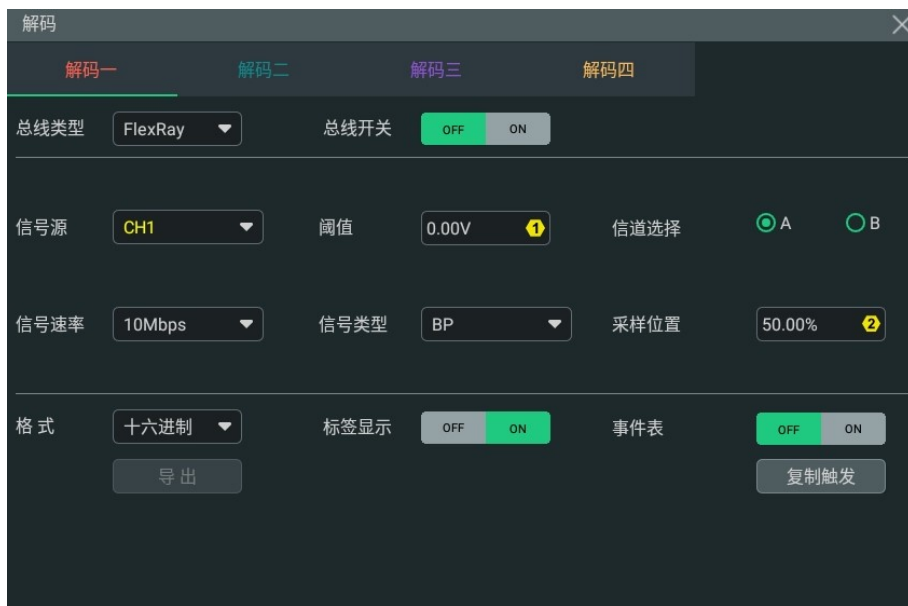 解码
解码一 解码二 解码三 解码四
总线类型 FlexRay 总线开关 OFF ON
信号源 CH1 阈值 0.00V 1 信道选择 A B
信号速率 10Mbps 信号类型 BP 采样位置 50.00% 2
格式 十六进制 标签显示 OFF ON 事件表 OFF ON
导出 复制触发